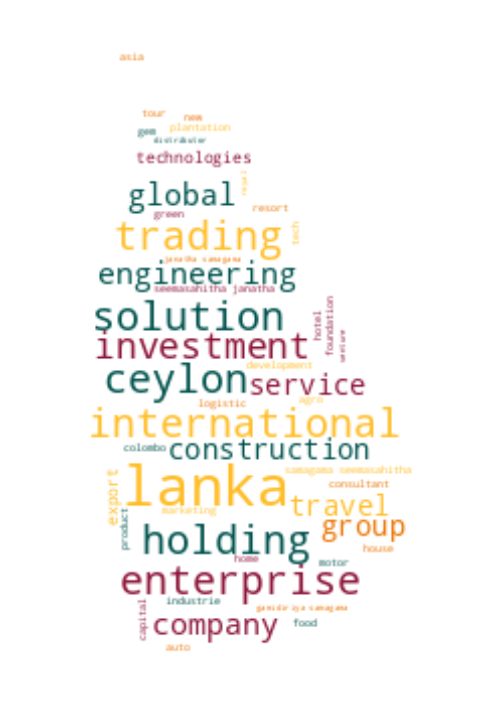 asia
tour new
gem plantation
distributor
technologies
global royal
green resort
trading tech
janatha samagama
engineering
seemasahitha janatha
solution hotel foundation
investment
development
ceylon service
logistic agro
international
colombo construction
samagama seemasahitha
lanka consultant
export travel
product marketing group
holding house
home motor
enterprise
industrie gamidiriya samagama
capital company food
auto